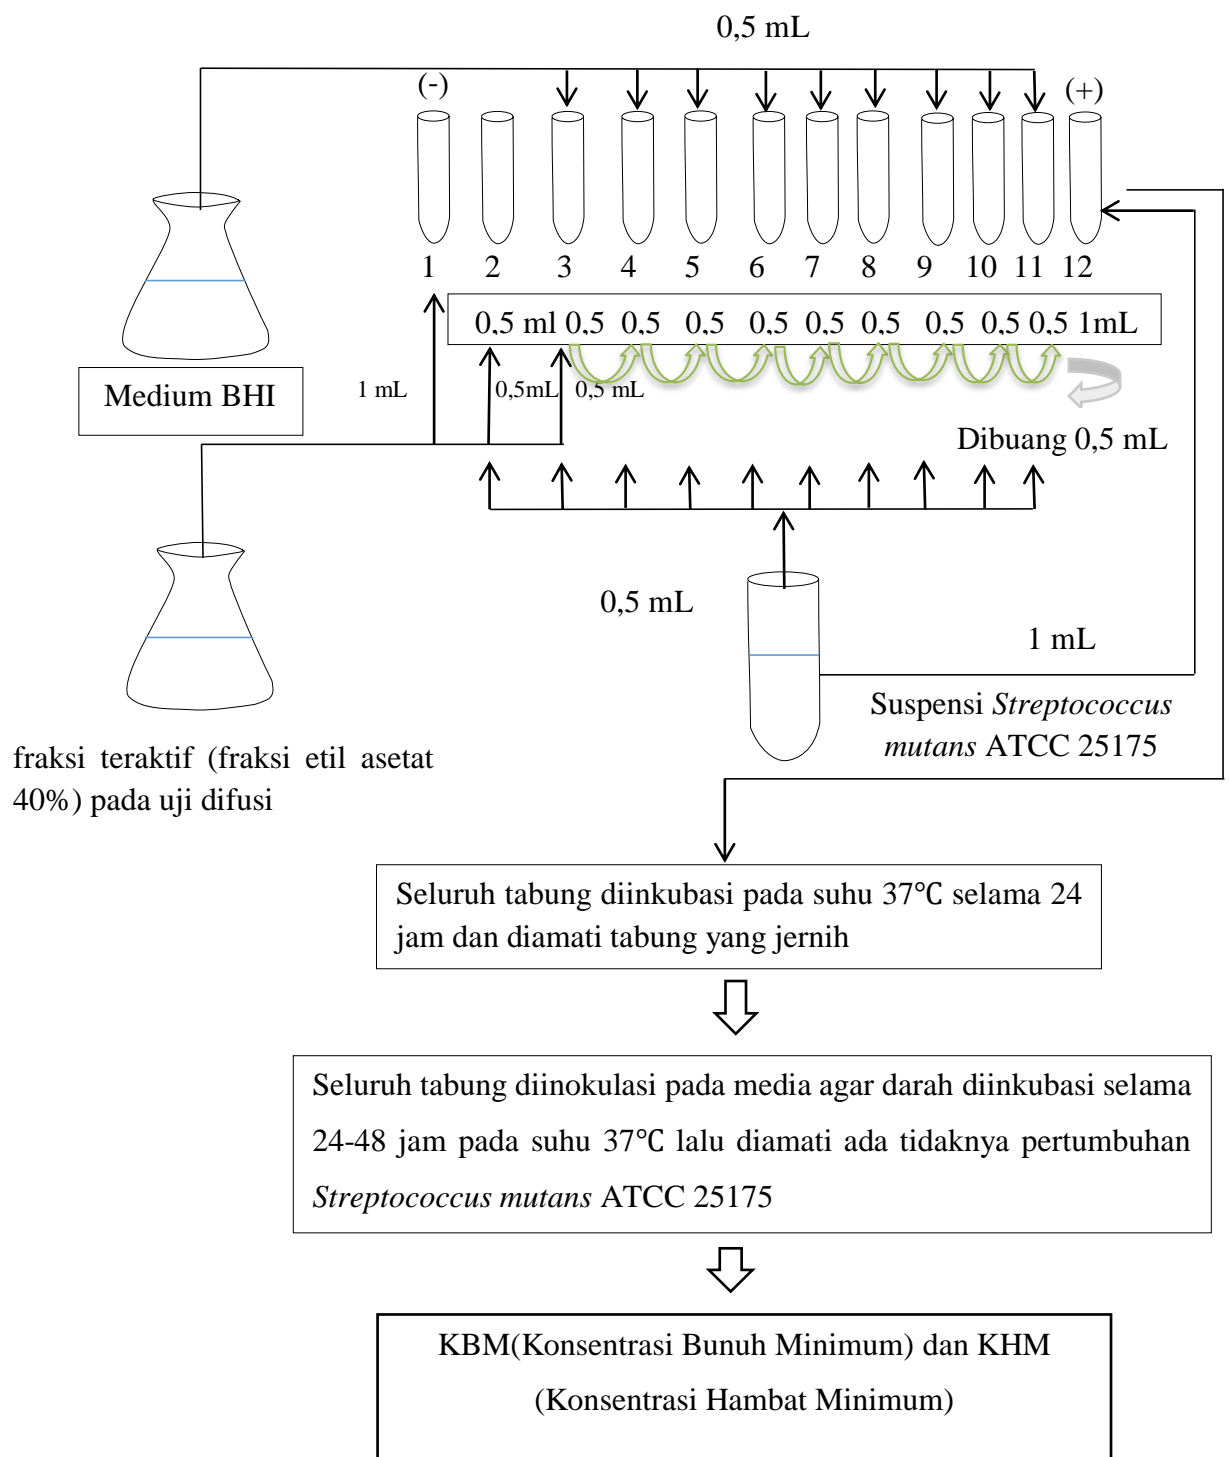 0,5 mL
(-)
(+)
1 2 3 4 5 6 7 8 9 10 11 12
0,5 ml 0,5 0,5 0,5 0,5 0,5 0,5 0,5 0,5 0,5 1mL
Medium BHI
1 mL
0,5mL
0,5 mL
Dibuang 0,5 mL
0,5 mL
1 mL
Suspensi Streptococcus
mutans ATCC 25175
fraksi teraktif (fraksi etil asetat
40%) pada uji difusi
Seluruh tabung diinkubasi pada suhu 37℃ selama 24
jam dan diamati tabung yang jernih
Seluruh tabung diinokulasi pada media agar darah diinkubasi selama
24-48 jam pada suhu 37℃ lalu diamati ada tidaknya pertumbuhan
Streptococcus mutans ATCC 25175
KBM(Konsentrasi Bunuh Minimum) dan KHM
(Konsentrasi Hambat Minimum)